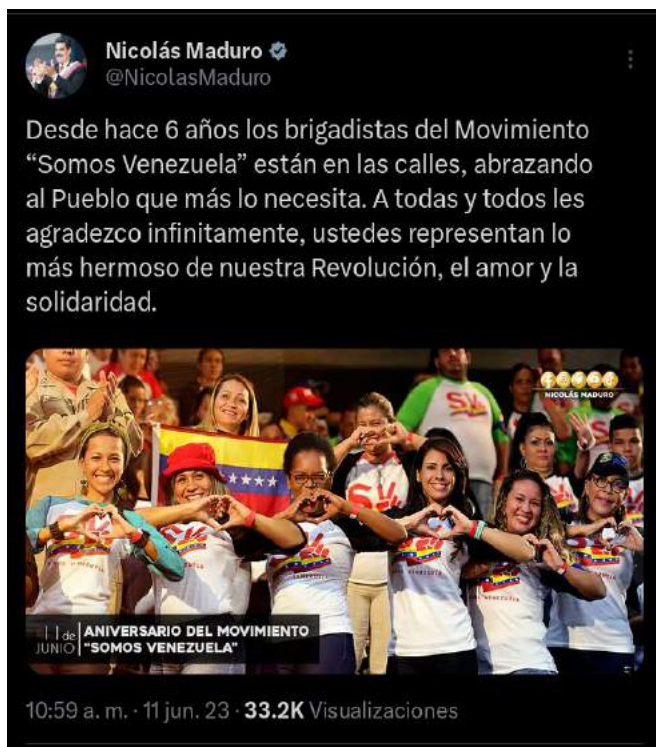 Nicolás Maduro
@NicolasMaduro
Desde hace 6 años los brigadistas del Movimiento
“Somos Venezuela” están en las calles, abrazando
al Pueblo que más lo necesita. A todas y todos les
agradezco infinitamente, ustedes representan lo
más hermoso de nuestra Revolución, el amor y la
solidaridad.
NICOLÁS MADURO
11 de
JUNIO
ANIVERSARIO DEL MOVIMIENTO
“SOMOS VENEZUELA”
10:59 a. m. · 11 jun. 23 · 33.2K Visualizaciones